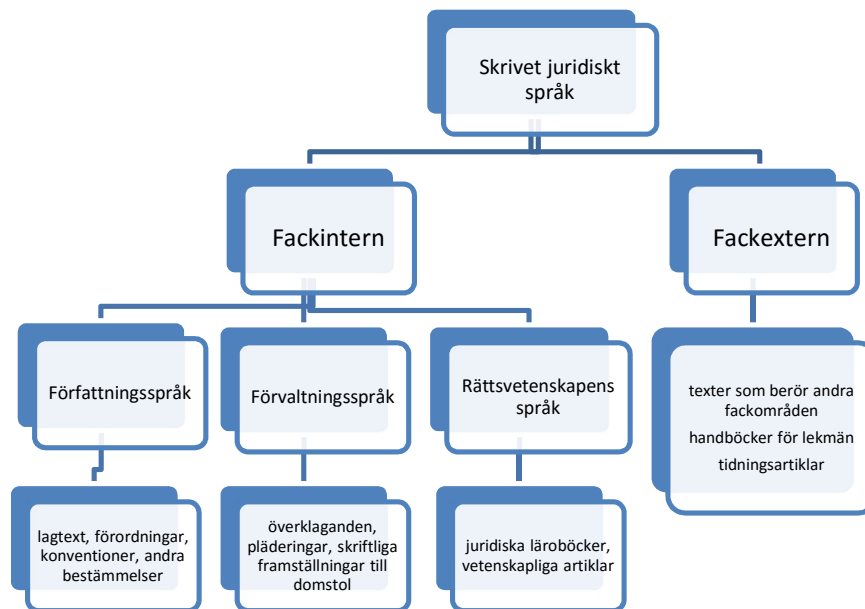 Skrivet juridiskt
språk
Fackintern
Fackextern
Författningsspråk
Förvaltningsspråk
Rättsvetenskapens
språk
texter som berör andra
fackområden
handböcker för lekmän
tidningsartiklar
lagtext, förordningar,
konventioner, andra
bestämmelser
överklaganden,
pläderingar, skriftliga
framställningar till
domstol
juridiska läroböcker,
vetenskapliga artiklar